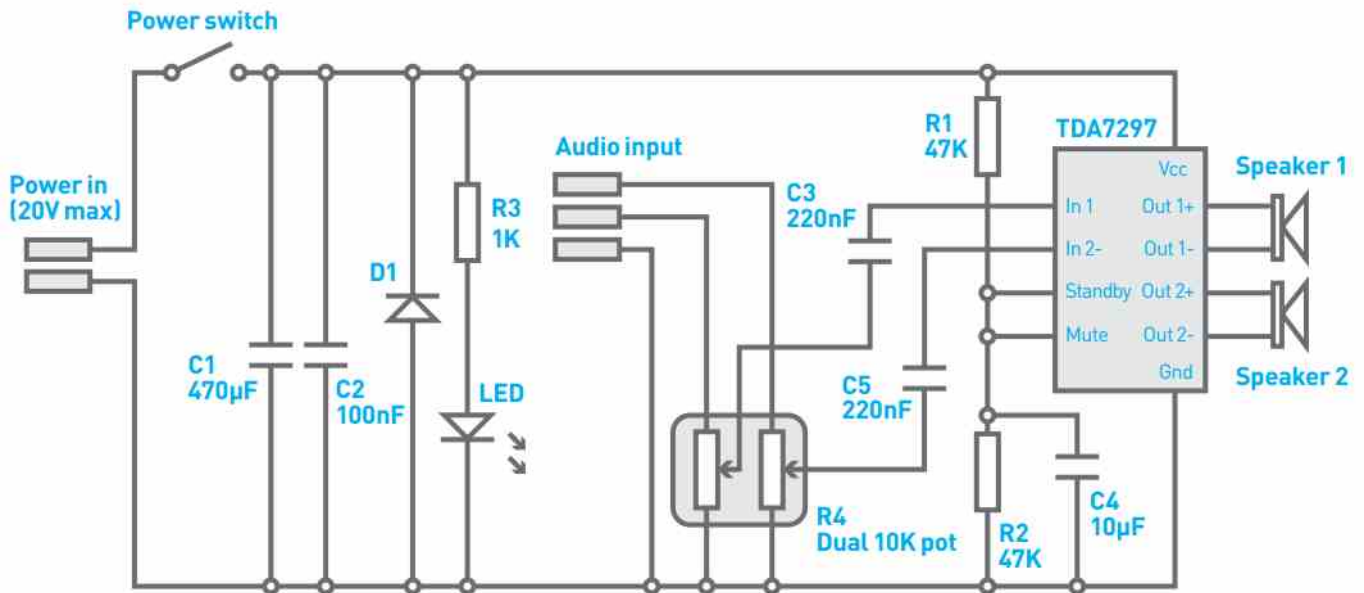 Power switch
Power in
(20V max)
C1
470µF
C2
100nF
D1
R3
1K
LED
Audio input
C3
220nF
C5
220nF
R4
Dual 10K pot
R1
47K
R2
47K
C4
10µF
TDA7297
Vcc
In 1
Out 1+
In 2-
Out 1-
Standby
Out 2+
Mute
Out 2-
Gnd
Speaker 1
Speaker 2